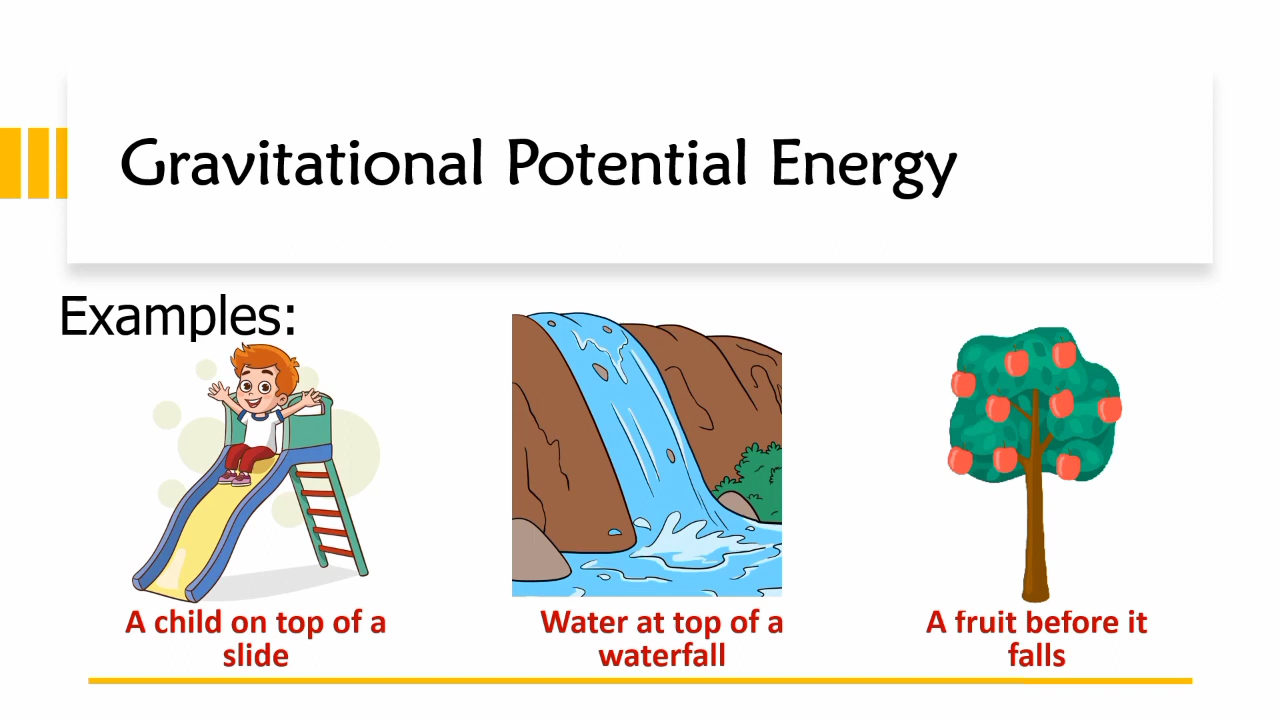 Gravitational Potential Energy
Examples:
A child on top of a
slide
Water at top of a
waterfall
A fruit before it
falls